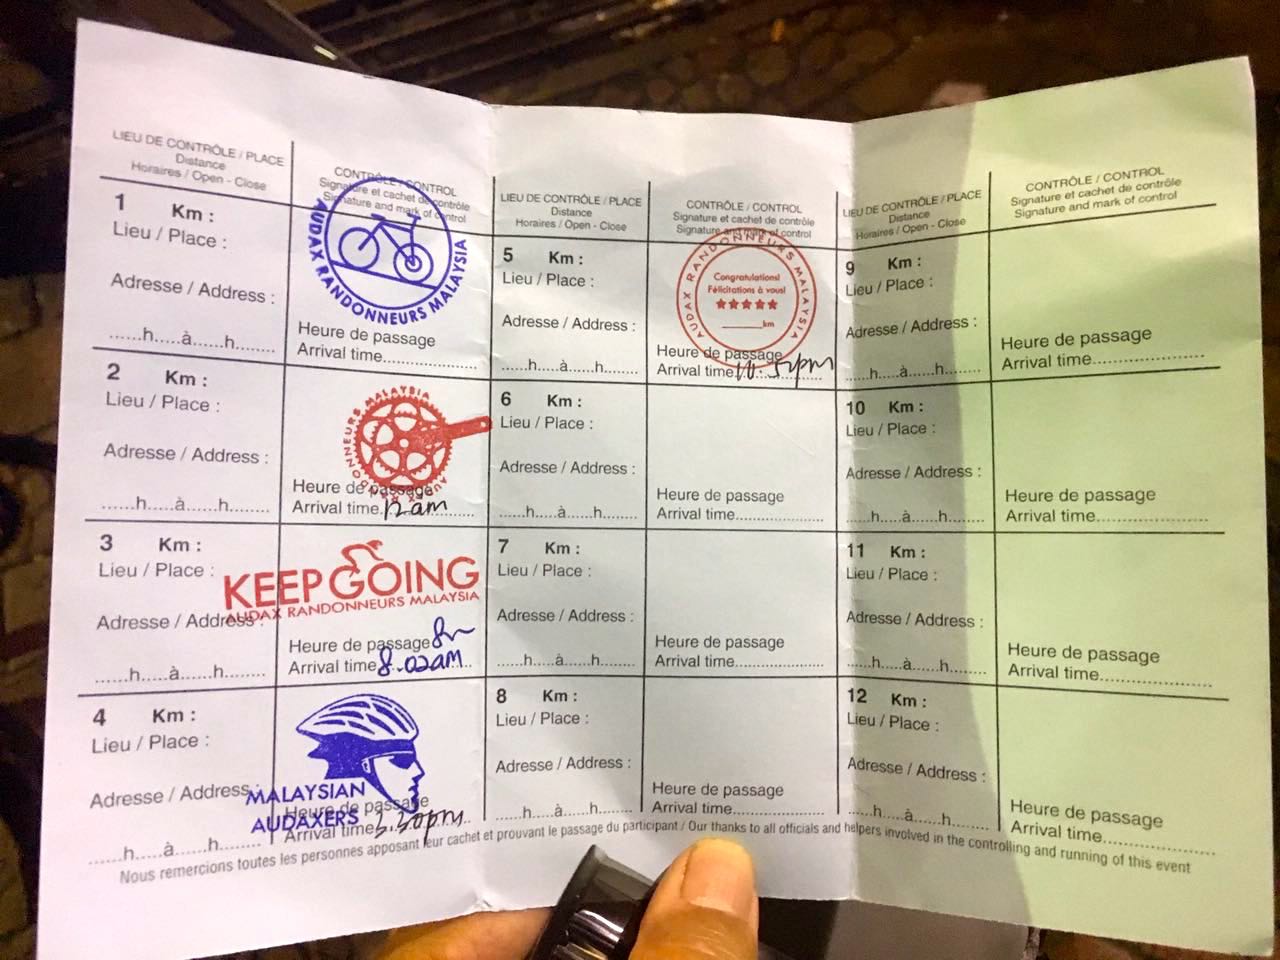 LIEU DE CONTRÔLE / PLACE
Distance
Horaires / Open - Close
CONTRÔLE / CONTROL
Signature et cachet de contrôle
Signature and mark of control
1 Km :
Lieu / Place :
Adresse / Address :
......h.....à......h........
AUDAX RANDONNEURS MALAYSIA
Heure de passage
Arrival time....................
2 Km :
Lieu / Place :
Adresse / Address :
......h.....à......h........
RANDONNEURS MALAYSIA
AUDAX
Heure de passage
Arrival time. 12am
3 Km :
Lieu / Place :
Adresse / Address :
......h.....à......h........
KEEP GOING
AUDAX RANDONNEURS MALAYSIA
Heure de passage
Arrival time 8.02am
4 Km :
Lieu / Place :
Adresse / Address :
......h.....à......h........
MALAYSIAN
AUDAXERS
Heure de passage
Arrival time 3.30pm
LIEU DE CONTRÔLE / PLACE
Distance
Horaires / Open - Close
CONTRÔLE / CONTROL
Signature et cachet de contrôle
Signature and mark of control
5 Km :
Lieu / Place :
Adresse / Address :
......h.....à......h........
AUDAX RANDONNEURS MALAYSIA
Congratulations!
Félicitations à vous!
★★★★★
________km
Heure de passage
Arrival time
6 Km :
Lieu / Place :
Adresse / Address :
......h.....à......h........
Heure de passage
Arrival time....................
7 Km :
Lieu / Place :
Adresse / Address :
......h.....à......h........
Heure de passage
Arrival time....................
8 Km :
Lieu / Place :
Adresse / Address :
......h.....à......h........
Heure de passage
Arrival time....................
LIEU DE CONTRÔLE / PLACE
Distance
Horaires / Open - Close
CONTRÔLE / CONTROL
Signature et cachet de contrôle
Signature and mark of control
9 Km :
Lieu / Place :
Adresse / Address :
......h.....à......h........
Heure de passage
Arrival time....................
10 Km :
Lieu / Place :
Adresse / Address :
......h.....à......h........
Heure de passage
Arrival time....................
11 Km :
Lieu / Place :
Adresse / Address :
......h.....à......h........
Heure de passage
Arrival time....................
12 Km :
Lieu / Place :
Adresse / Address :
......h.....à......h........
Heure de passage
Arrival time....................
Nous remercions toutes les personnes apposant leur cachet et prouvant le passage du participant / Our thanks to all officials and helpers involved in the controlling and running of this event